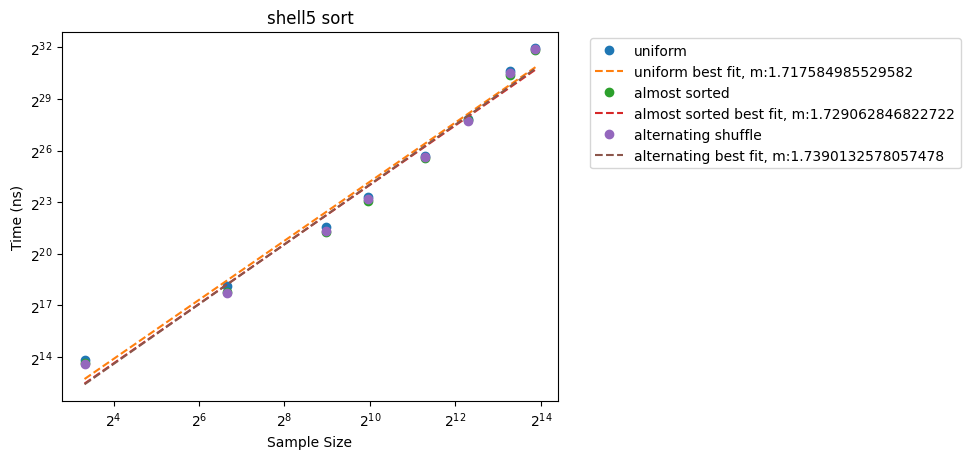 shell5 sort
Time (ns)
2^32
2^29
2^26
2^23
2^20
2^17
2^14
2^4
2^6
2^8
2^10
2^12
2^14
Sample Size
uniform
uniform best fit, m:1.717584985529582
almost sorted
almost sorted best fit, m:1.729062846822722
alternating shuffle
alternating best fit, m:1.7390132578057478